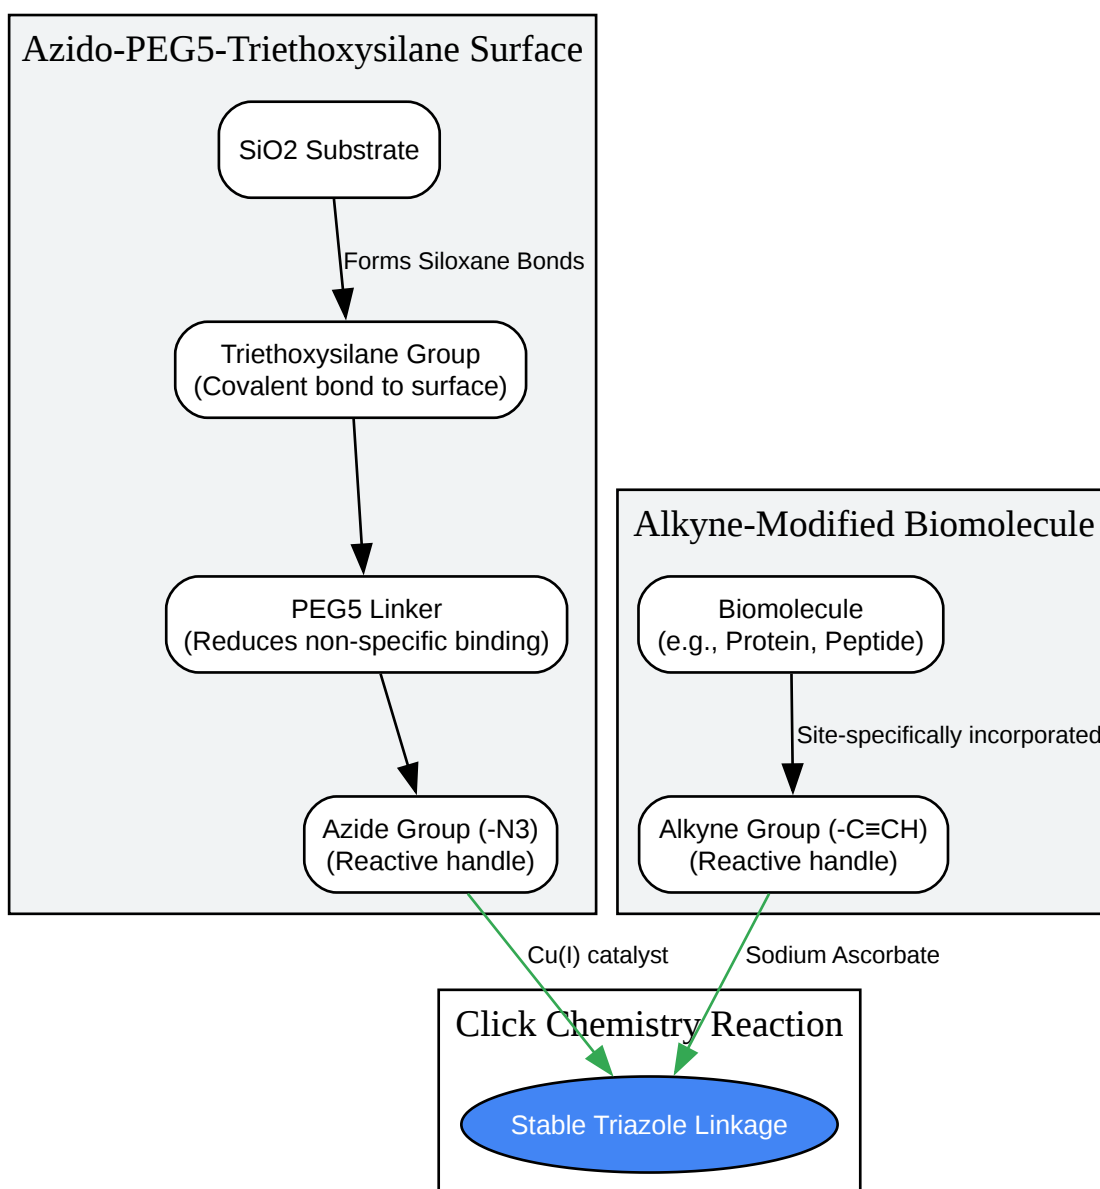 Azido-PEG5-Triethoxysilane Surface
SiO2 Substrate
Forms Siloxane Bonds
Triethoxysilane Group
(Covalent bond to surface)
PEG5 Linker
(Reduces non-specific binding)
Azide Group (-N3)
(Reactive handle)
Alkyne-Modified Biomolecule
Biomolecule
(e.g., Protein, Peptide)
Site-specifically incorporated
Alkyne Group (-C≡CH)
(Reactive handle)
Cu(I) catalyst
Sodium Ascorbate
Click Chemistry Reaction
Stable Triazole Linkage